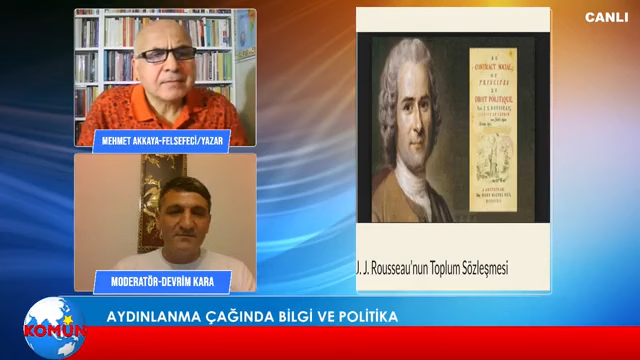 CANLI
MEHMET AKKAYA-FELSEFECİ/YAZAR
DU
CONTRACT SOCIAL;
OU
PRINCIPES
DU
DROIT POLITIQUE.
MODERATÖR-DEVRİM KARA
J. J. Rousseau’nun Toplum Sözleşmesi
KOMÜN
AYDINLANMA ÇAĞINDA BİLGİ VE POLİTİKA